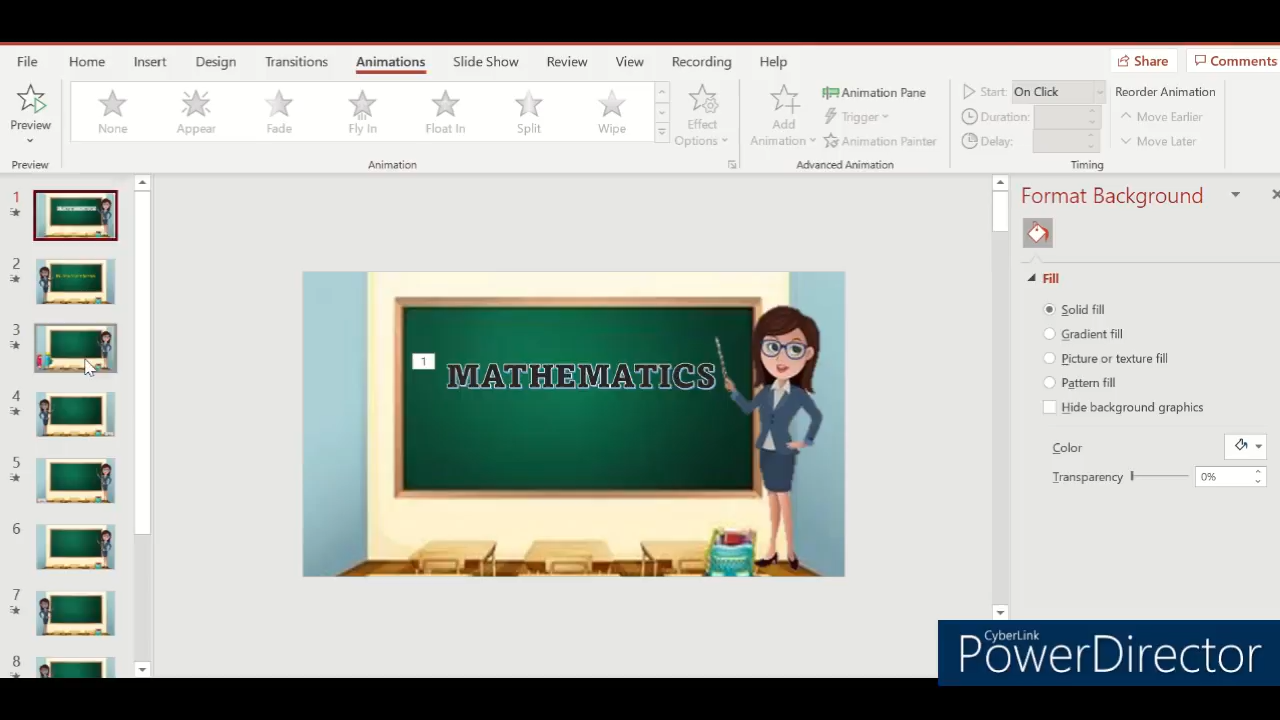 File Home Insert Design Transitions Animations Slide Show Review View Recording Help Share Comments
Preview None Appear Fade Fly In Float In Split Wipe Effect Options Add Animation Animation Pane Trigger Animation Painter Start: On Click Duration: Delay: Reorder Animation Move Earlier Move Later
Preview Animation Advanced Animation Timing
1
2
3
4
5
6
7
8
1
MATHEMATICS
Format Background
Fill
Solid fill
Gradient fill
Picture or texture fill
Pattern fill
Hide background graphics
Color
Transparency 0%
CyberLink
PowerDirector